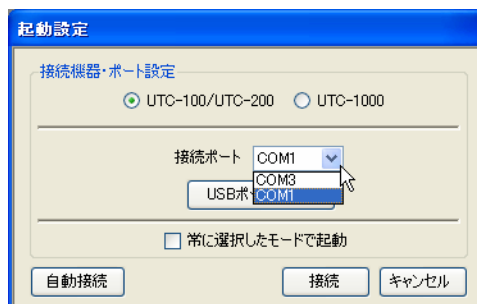 起動設定
接続機器・ポート設定
UTC-100/UTC-200 UTC-1000
接続ポート COM1
COM3
USBポ COM1
常に選択したモードで起動
自動接続 接続 キャンセル